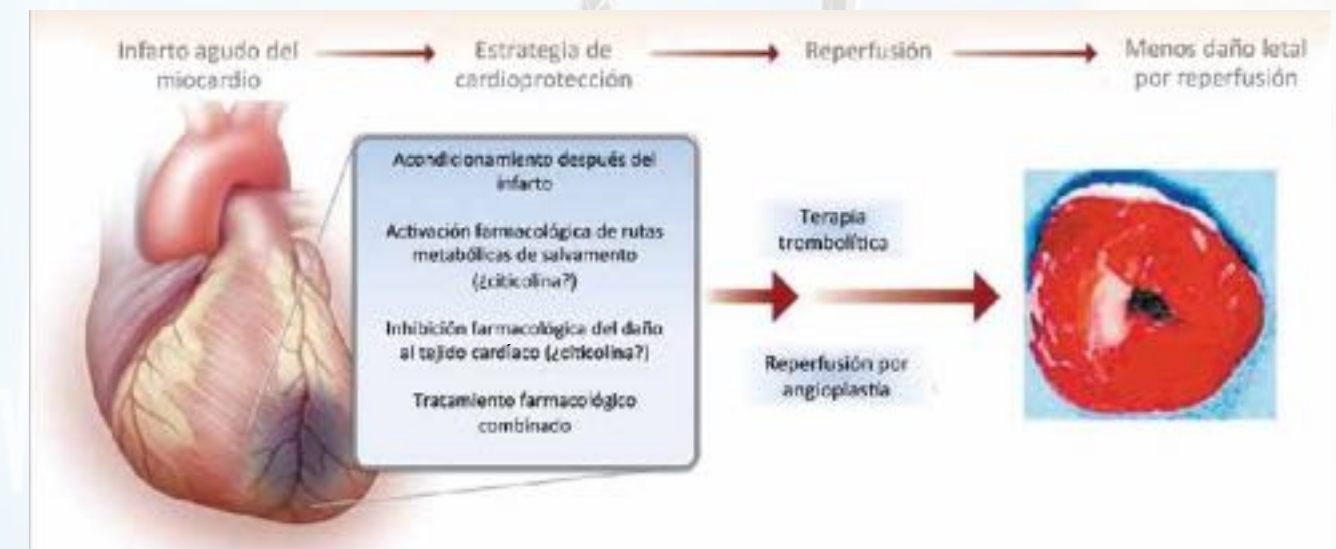 Infarto agudo del
miocardio
Estrategia de
cardioprotección
Reperfusión
Menos daño letal
por reperfusión
Acondicionamiento después del
infarto
Activación farmacológica de rutas
metabólicas de salvamento
(¿citicolina?)
Inhibición farmacológica del daño
al tejido cardíaco (¿citicolina?)
Tratamiento farmacológico
combinado
Terapia
trombolítica
Reperfusión por
angioplastía